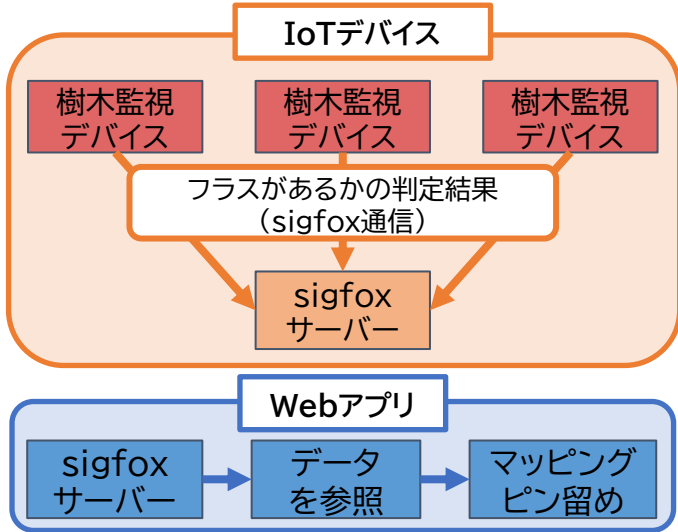 IoTデバイス
樹木監視
デバイス
樹木監視
デバイス
樹木監視
デバイス
フラスがあるかの判定結果
（sigfox通信）
sigfox
サーバー
Webアプリ
sigfox
サーバー
データ
を参照
マッピング
ピン留め